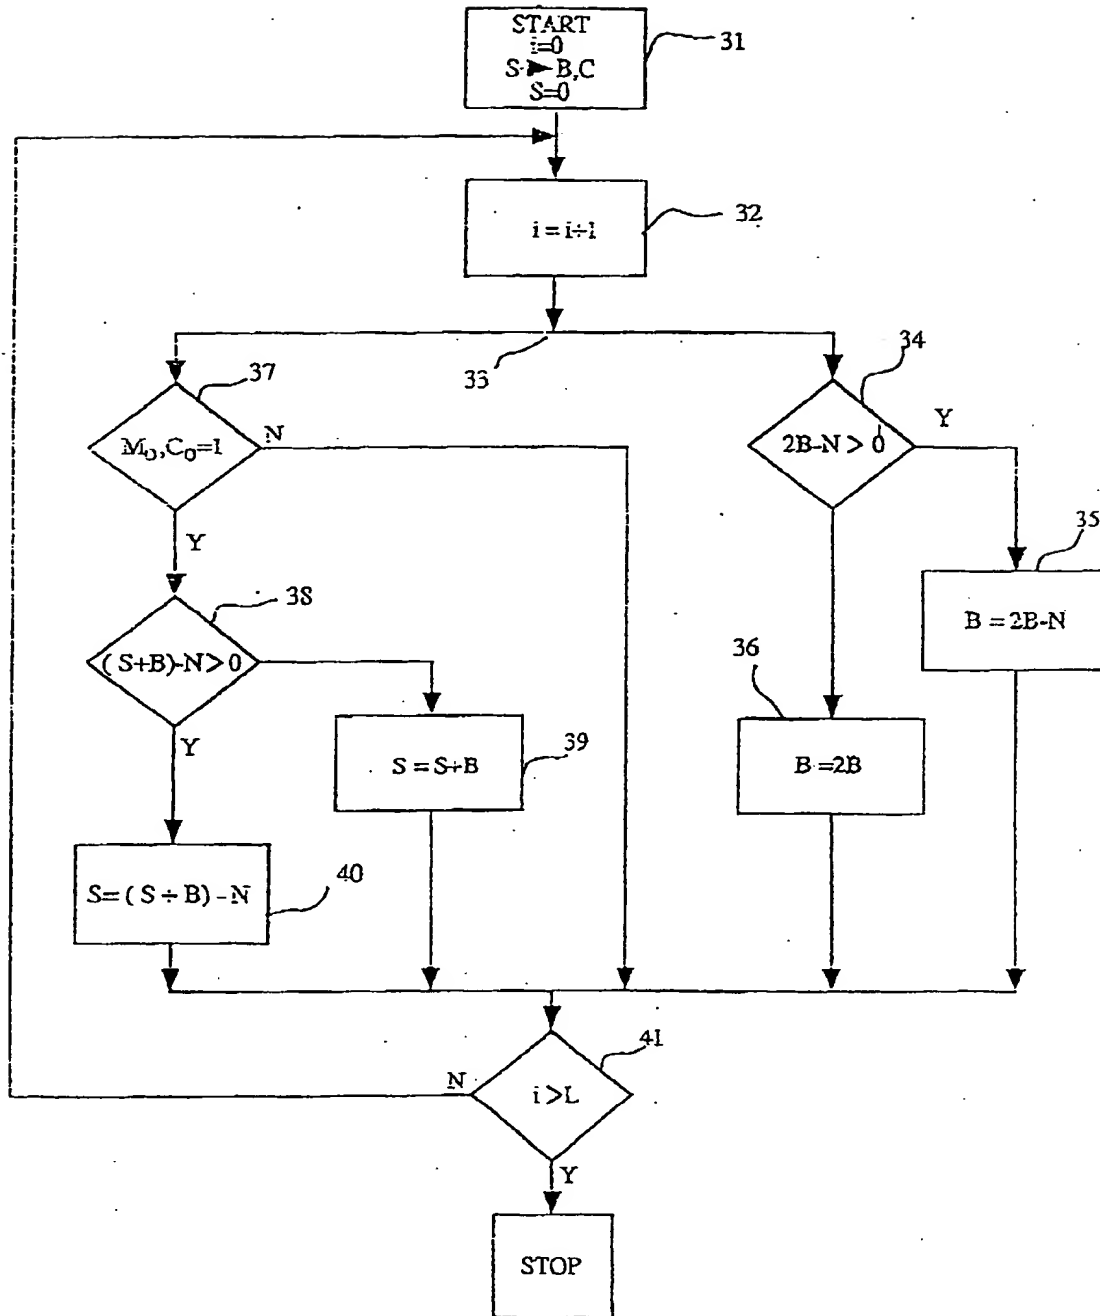 START
i=0
S → B,C
S=0
31
i = i÷1
32
33
34
37
M₀,C₀=1
N
2B-N > 0
Y
Y
35
38
B = 2B-N
(S+B)-N>0
36
Y
39
S = S÷B
B =2B
S=(S÷B)-N
40
41
N
i >L
Y
STOP